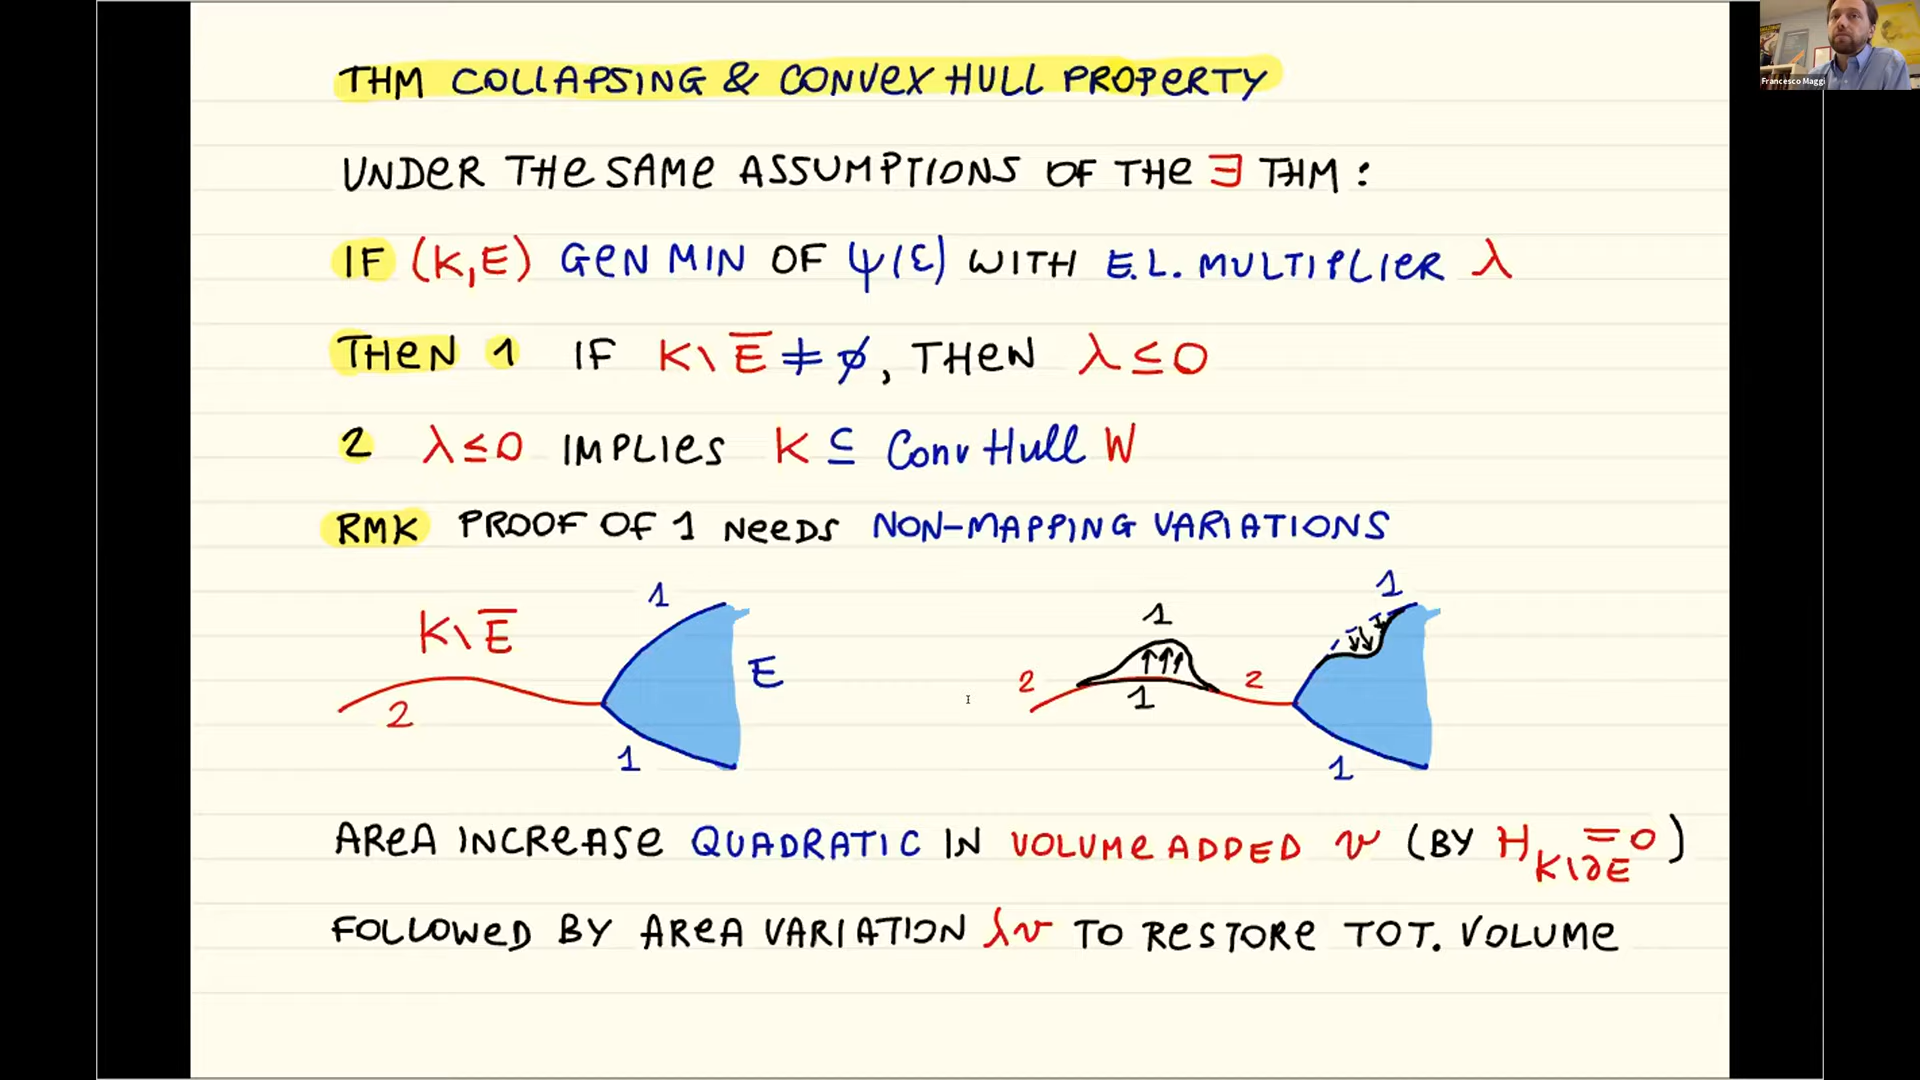 THM COLLAPSING & CONVEX HULL PROPERTY
Francesco Maggi
UNDER THE SAME ASSUMPTIONS OF THE ∃ THM :
IF (K,E) GEN MIN OF ψ(ε) WITH E.L. MULTIPLIER λ
THEN 1 IF K\E̅ ≠ ∅, THEN λ ≤ 0
2 λ ≤ 0 IMPLIES K ⊆ Conv Hull W
RMK PROOF OF 1 NEEDS NON-MAPPING VARIATIONS
K\E̅ 1 E 2 1
1 1 2 1 2 1
AREA INCREASE QUADRATIC IN VOLUME ADDED v (BY H_{K\∂E} = 0)
FOLLOWED BY AREA VARIATION λv TO RESTORE TOT. VOLUME